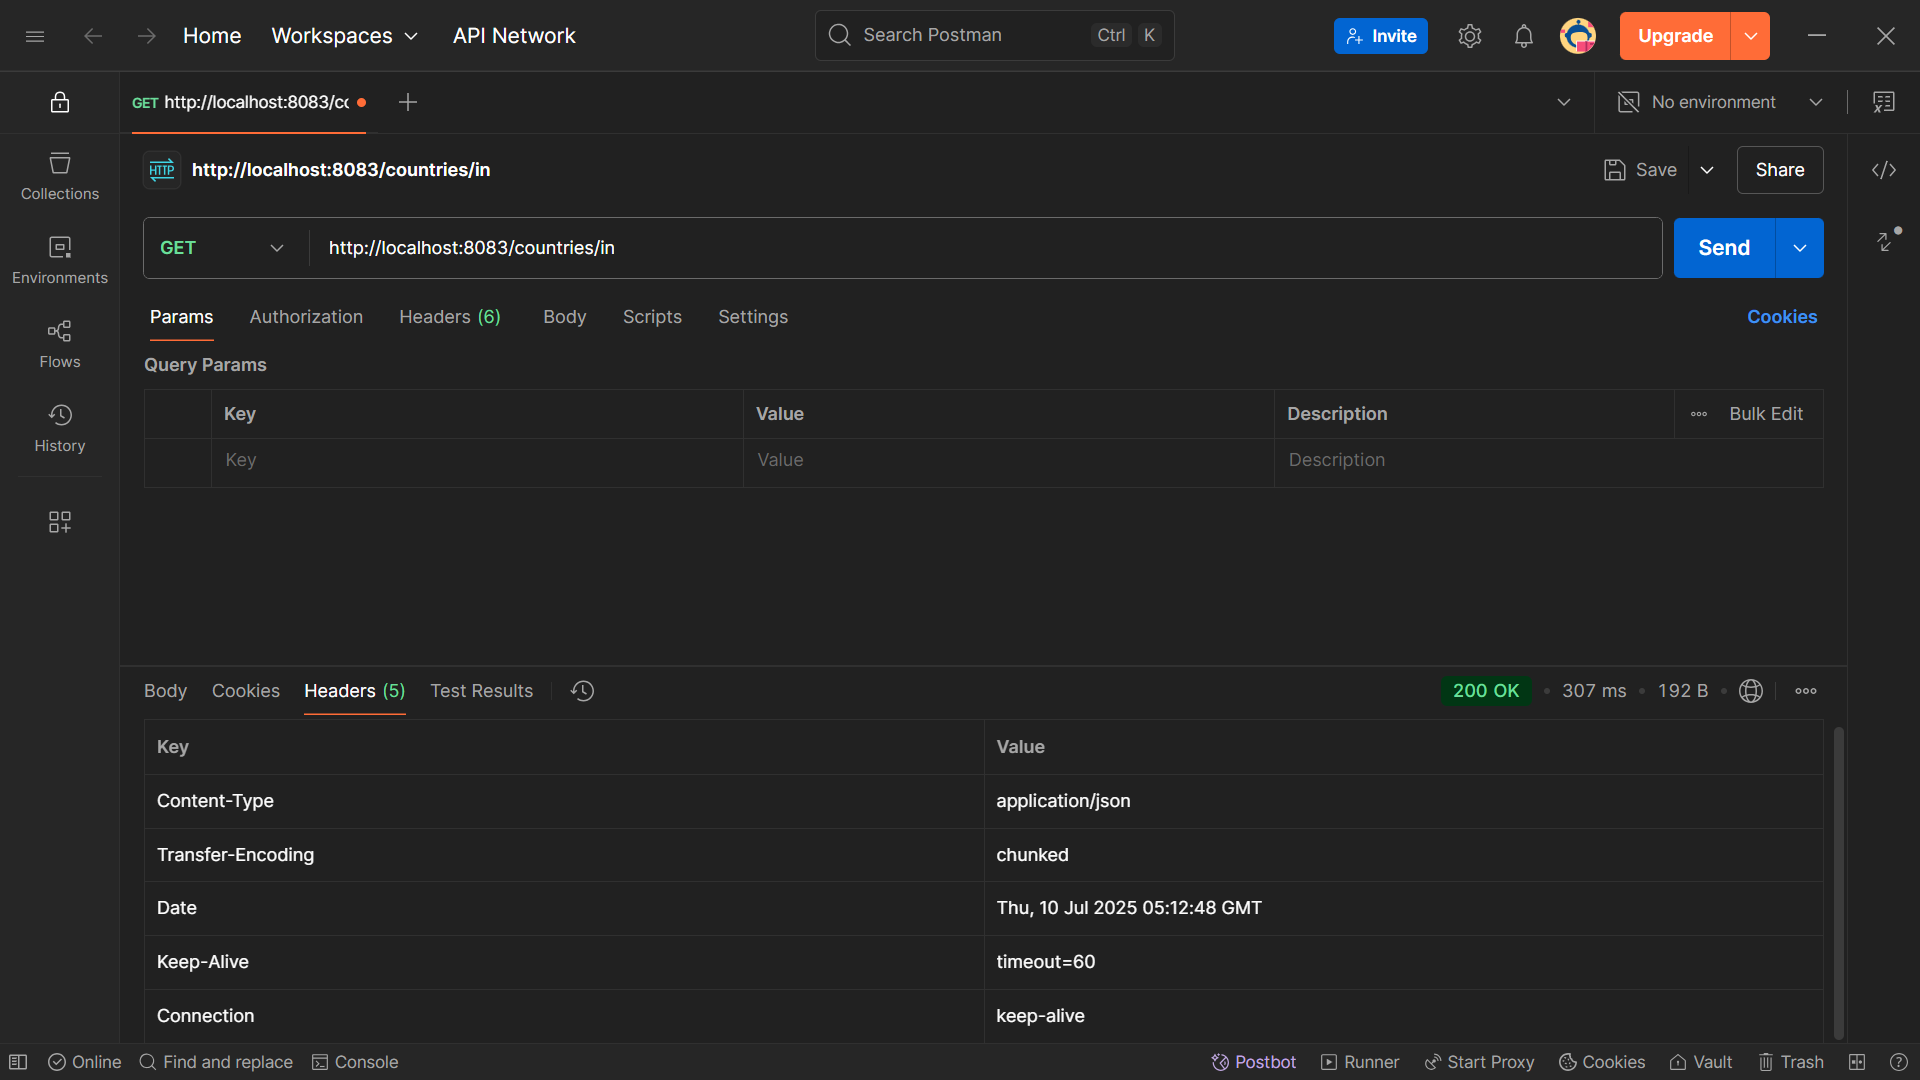 Home Workspaces API Network Search Postman Ctrl K Invite Upgrade
GET http://localhost:8083/cc No environment
Collections
Environments
Flows
History
HTTP http://localhost:8083/countries/in Save Share
GET http://localhost:8083/countries/in Send
Params Authorization Headers (6) Body Scripts Settings Cookies
Query Params
Key Value Description Bulk Edit
Key Value Description
Body Cookies Headers (5) Test Results 200 OK 307 ms 192 B
Key Value
Content-Type application/json
Transfer-Encoding chunked
Date Thu, 10 Jul 2025 05:12:48 GMT
Keep-Alive timeout=60
Connection keep-alive
Online Find and replace Console Postbot Runner Start Proxy Cookies Vault Trash